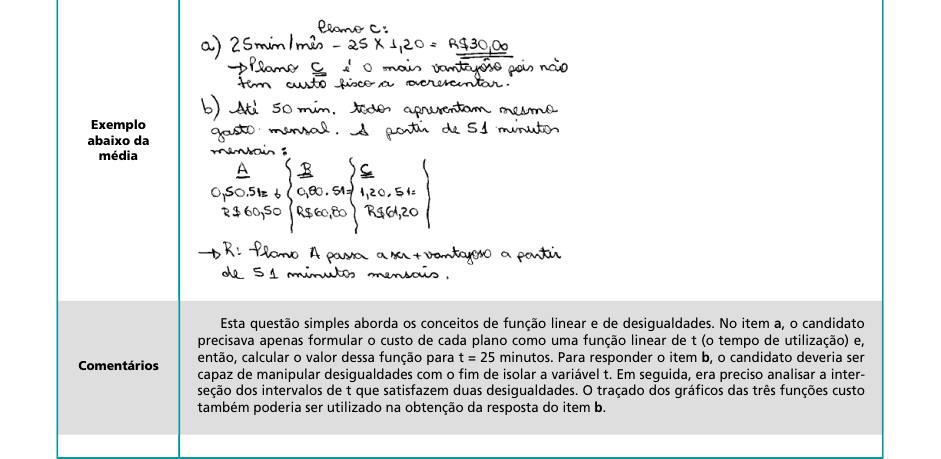 Exemplo
abaixo da
média
Plano C:
a) 25min/mês – 25 X 1,20 = R$30,00
→ Plano C é o mais vantajoso pois não
tem custo fisco a acrescentar.
b) Até 50 min. todos apresentam mesmo
gasto mensal. A partir de 51 minutos
mensais:
A B C
0,50.51= 0,80.51= 1,20.51=
R$60,50 R$60,80 R$61,20
→ R: Plano A passa a ser + vantajoso a partir
de 51 minutos mensais.
Comentários
Esta questão simples aborda os conceitos de função linear e de desigualdades. No item a, o candidato
precisava apenas formular o custo de cada plano como uma função linear de t (o tempo de utilização) e,
então, calcular o valor dessa função para t = 25 minutos. Para responder o item b, o candidato deveria ser
capaz de manipular desigualdades com o fim de isolar a variável t. Em seguida, era preciso analisar a inter-
seção dos intervalos de t que satisfazem duas desigualdades. O traçado dos gráficos das três funções custo
também poderia ser utilizado na obtenção da resposta do item b.